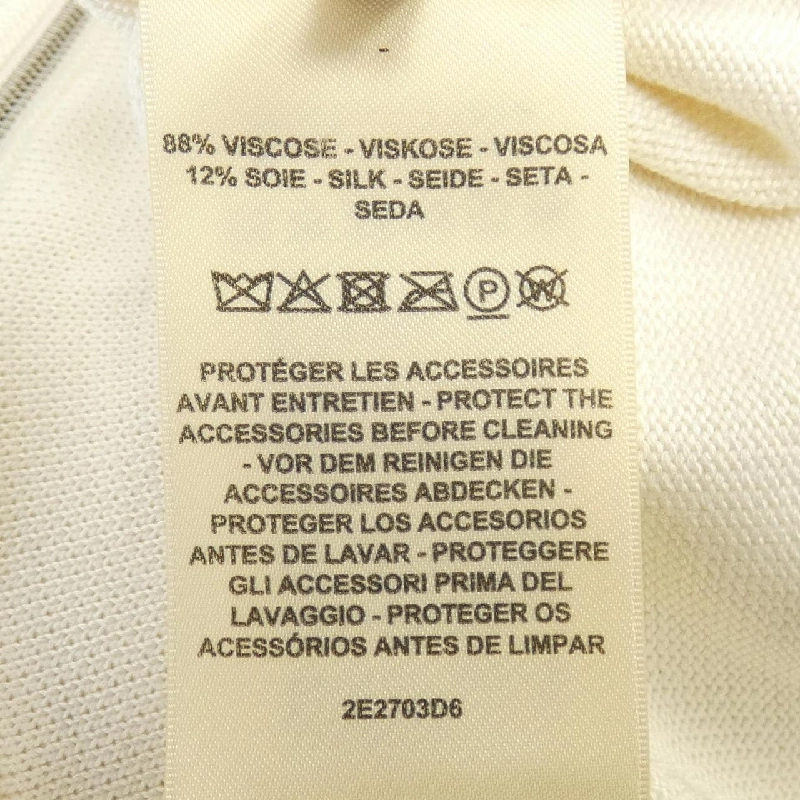 -
88% VISCOSE - VISKOSE - VISCOSA
12% SOIE - SILK - SEIDE - SETA -
SEDA
P W
PROTÉGER LES ACCESSOIRES
AVANT ENTRETIEN - PROTECT THE
ACCESSORIES BEFORE CLEANING
- VOR DEM REINIGEN DIE
ACCESSOIRES ABDECKEN -
PROTEGER LOS ACCESORIOS
ANTES DE LAVAR - PROTEGGERE
GLI ACCESSORI PRIMA DEL
LAVAGGIO - PROTEGER OS
ACESSÓRIOS ANTES DE LIMPAR
2E2703D6